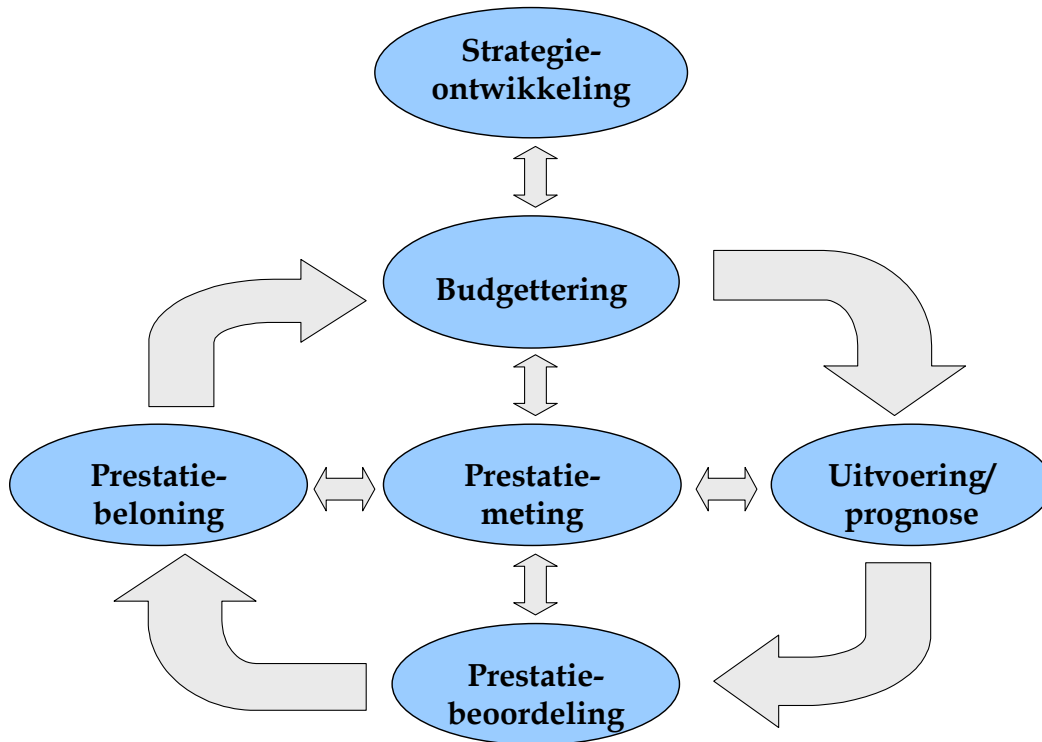 Strategie-
ontwikkeling
Budgettering
Prestatie-
beloning
Prestatie-
meting
Uitvoering/
prognose
Prestatie-
beoordeling